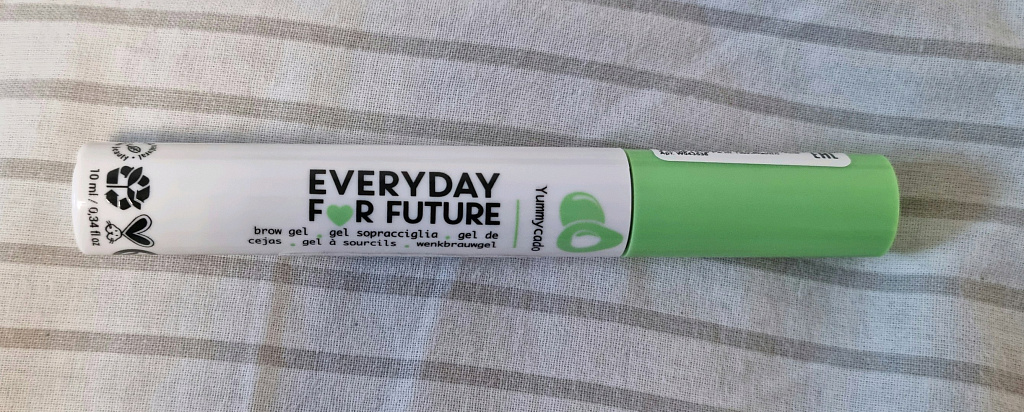 EVERYDAY
F R FUTURE
brow gel . gel sopracciglia . gel de
cejas . gel à sourcils . wenkbrauwgel
Yummycado
10 ml / 0,34 fl oz
EAC